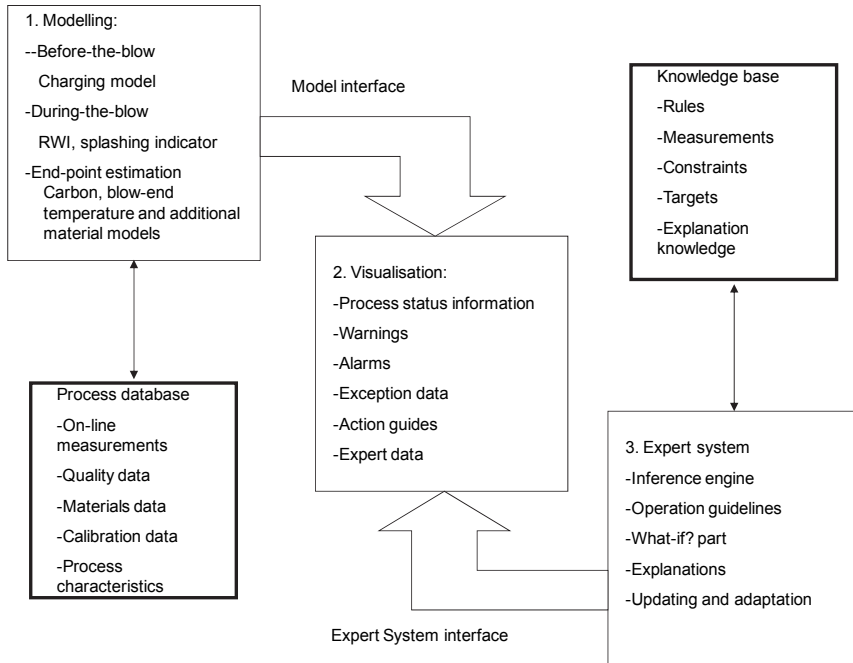 1. Modelling:
--Before-the-blow
Charging model
-During-the-blow
RWI, splashing indicator
-End-point estimation
Carbon, blow-end
temperature and additional
material models
Model interface
Knowledge base
-Rules
-Measurements
-Constraints
-Targets
-Explanation
knowledge
2. Visualisation:
-Process status information
-Warnings
-Alarms
-Exception data
-Action guides
-Expert data
Process database
-On-line
measurements
-Quality data
-Materials data
-Calibration data
-Process
characteristics
3. Expert system
-Inference engine
-Operation guidelines
-What-if? part
-Explanations
-Updating and adaptation
Expert System interface